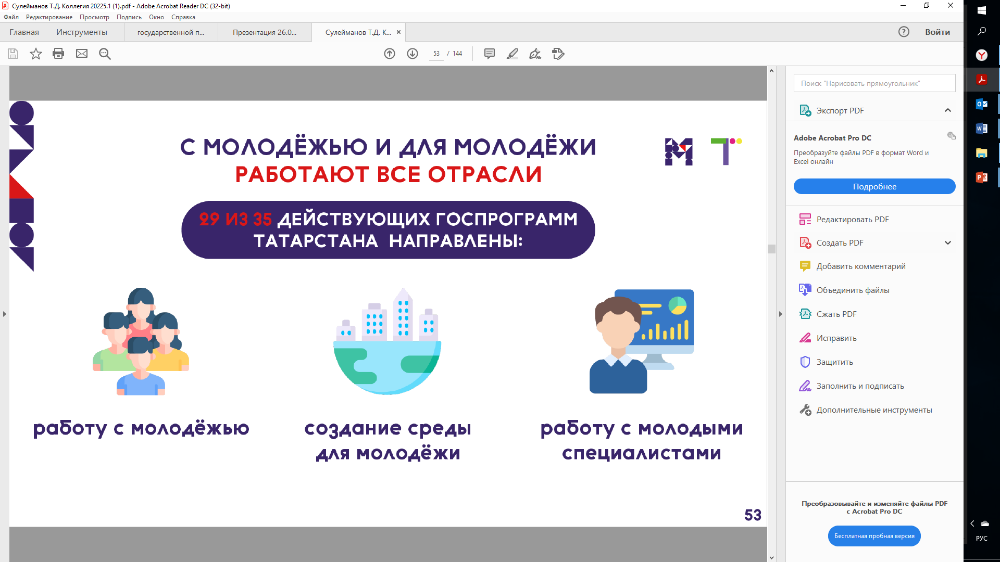 Сулейманов Т.Д. Коллегия 20225.1 (1).pdf - Adobe Acrobat Reader DC (32-bit)
Файл Редактирование Просмотр Подпись Окно Справка
Главная Инструменты государственной п... Презентация 26.0... Сулейманов Т.Д. К... Войти
53 / 144
С МОЛОДЁЖЬЮ И ДЛЯ МОЛОДЁЖИ
РАБОТАЮТ ВСЕ ОТРАСЛИ
29 ИЗ 35 ДЕЙСТВУЮЩИХ ГОСПРОГРАММ
ТАТАРСТАНА НАПРАВЛЕНЫ:
работу с молодёжью
создание среды
для молодёжи
работу с молодыми
специалистами
53
Поиск "Нарисовать прямоугольник"
Экспорт PDF
Adobe Acrobat Pro DC
Преобразуйте файлы PDF в формат Word и
Excel онлайн
Подробнее
Редактировать PDF
Создать PDF
Добавить комментарий
Объединить файлы
Сжать PDF
Исправить
Защитить
Заполнить и подписать
Дополнительные инструменты
Преобразовывайте и изменяйте файлы PDF
с Acrobat Pro DC
Бесплатная пробная версия
РУС